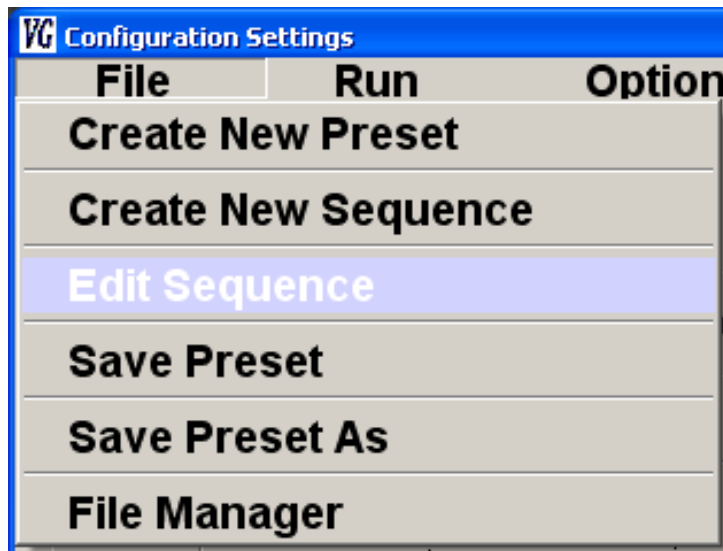 VG Configuration Settings
File Run Option
Create New Preset
Create New Sequence
Edit Sequence
Save Preset
Save Preset As
File Manager